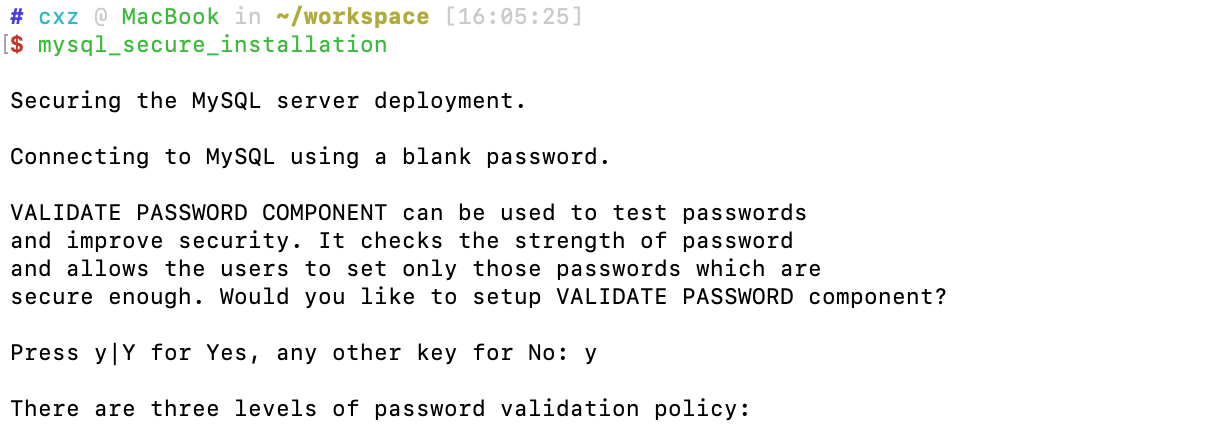 # cxz @ MacBook in ~/workspace [16:05:25]
[$ mysql_secure_installation
Securing the MySQL server deployment.
Connecting to MySQL using a blank password.
VALIDATE PASSWORD COMPONENT can be used to test passwords
and improve security. It checks the strength of password
and allows the users to set only those passwords which are
secure enough. Would you like to setup VALIDATE PASSWORD component?
Press y|Y for Yes, any other key for No: y
There are three levels of password validation policy: